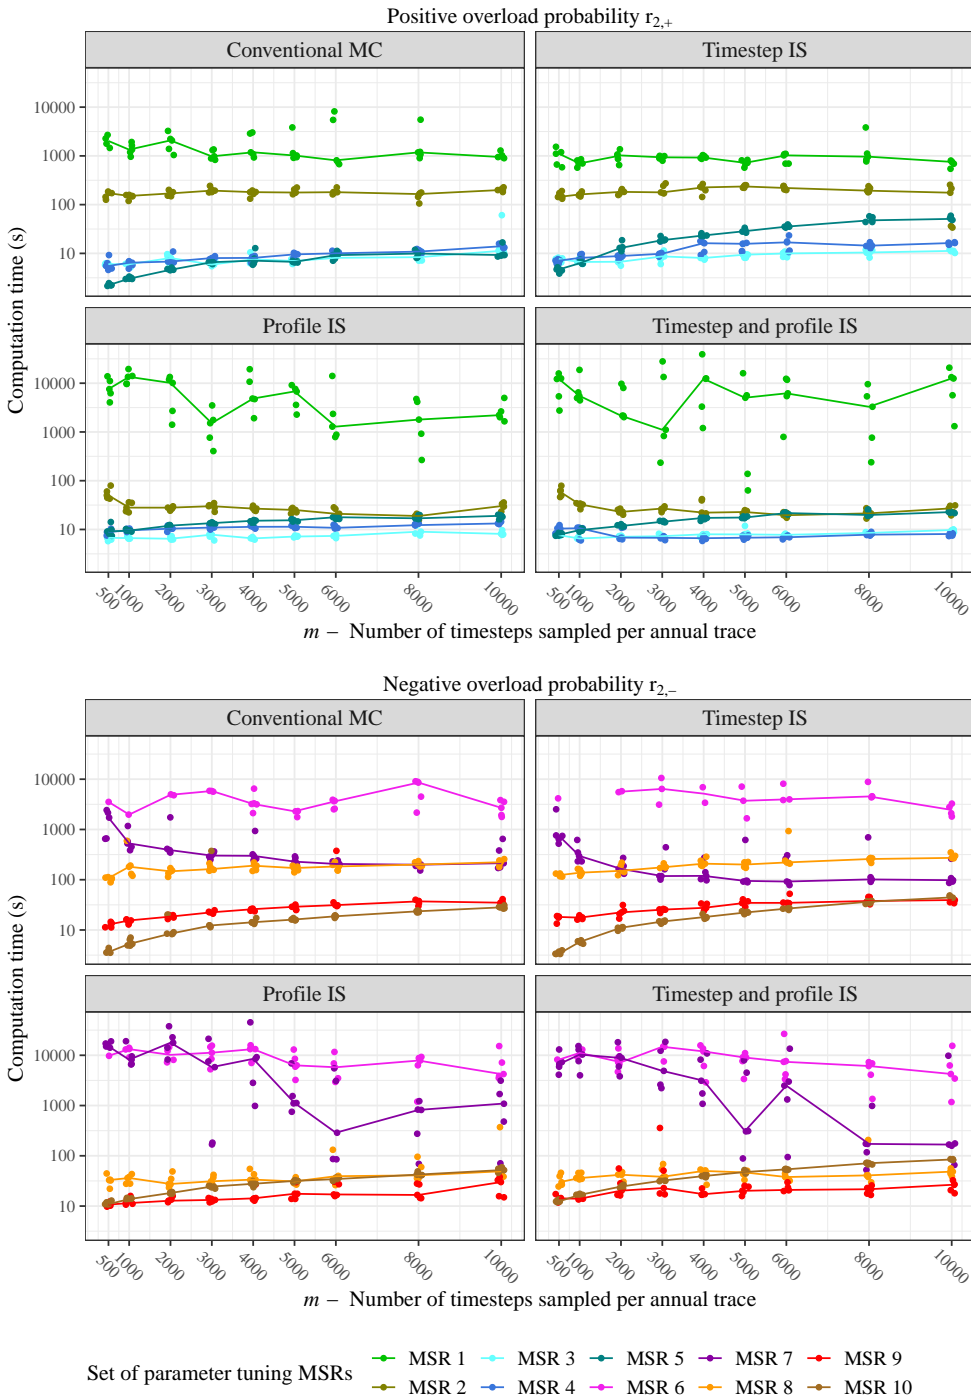 Positive overload probability r2,+
Conventional MC
Timestep IS
10000
1000
100
10
Profile IS
Timestep and profile IS
10000
1000
100
10
Computation time (s)
500 1000 2000 3000 4000 5000 6000 8000 10000
500 1000 2000 3000 4000 5000 6000 8000 10000
m – Number of timesteps sampled per annual trace
Negative overload probability r2,−
Conventional MC
Timestep IS
10000
1000
100
10
Profile IS
Timestep and profile IS
10000
1000
100
10
Computation time (s)
500 1000 2000 3000 4000 5000 6000 8000 10000
500 1000 2000 3000 4000 5000 6000 8000 10000
m – Number of timesteps sampled per annual trace
Set of parameter tuning MSRs
MSR 1 MSR 3 MSR 5 MSR 7 MSR 9
MSR 2 MSR 4 MSR 6 MSR 8 MSR 10